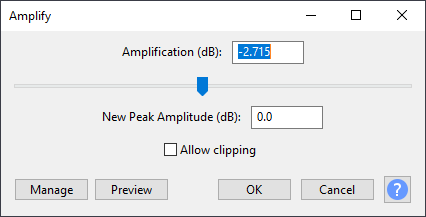 Amplify
Amplification (dB): -2.715
New Peak Amplitude (dB): 0.0
Allow clipping
Manage Preview OK Cancel ?